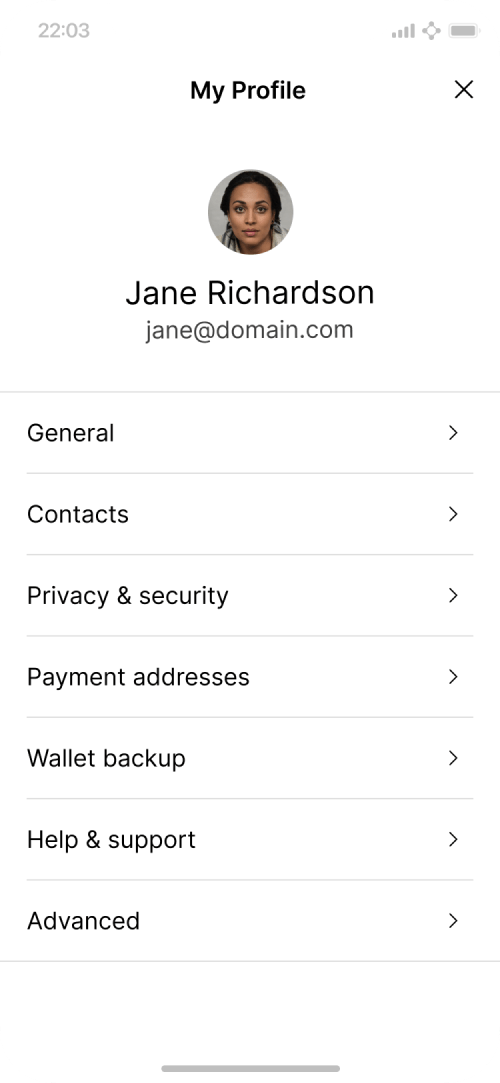 22:03
My Profile
Jane Richardson
jane@domain.com
General
Contacts
Privacy & security
Payment addresses
Wallet backup
Help & support
Advanced